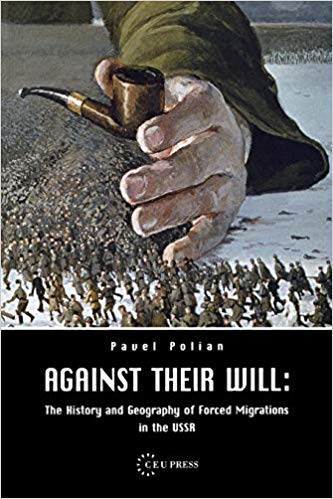 Pavel Polian
AGAINST THEIR WILL:
The History and Geography of Forced Migrations
in the USSR
CEU PRESS